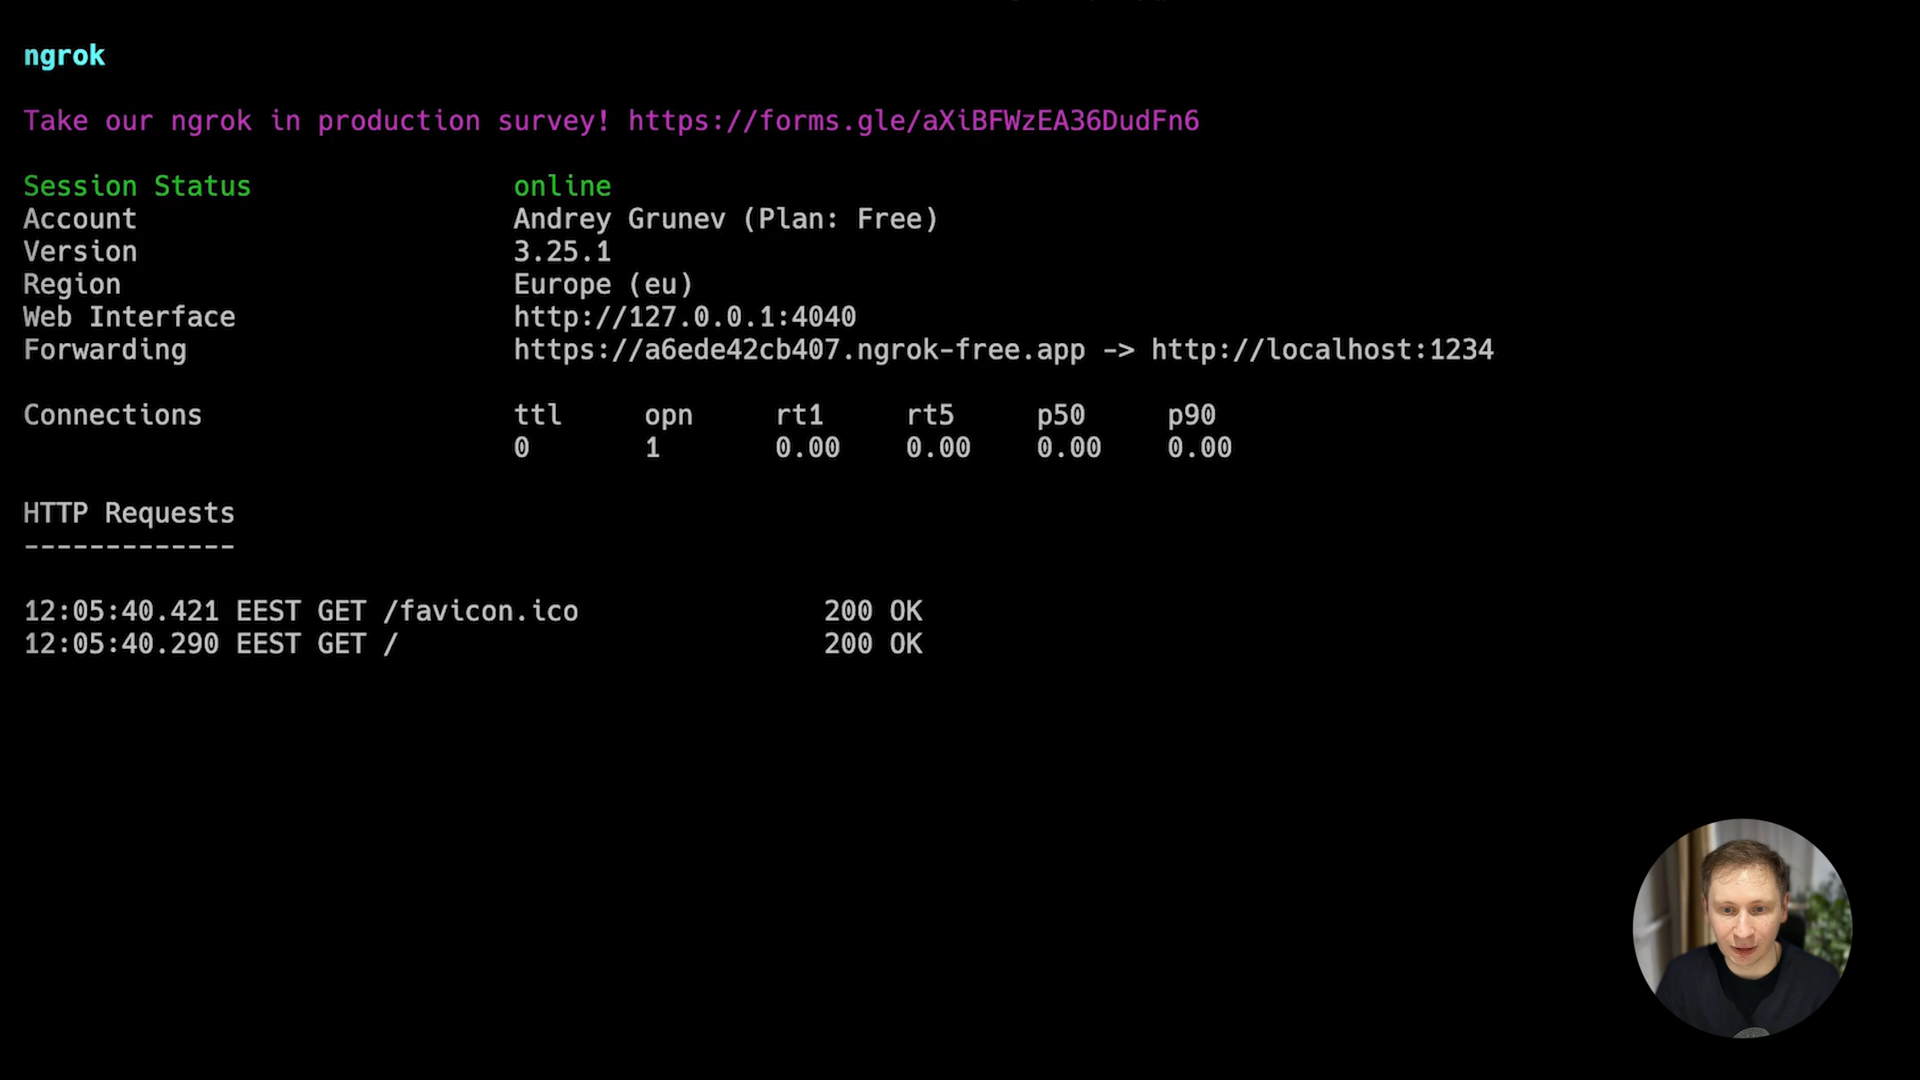 ngrok
Take our ngrok in production survey! https://forms.gle/aXiBFWzEA36DudFn6
Session Status online
Account Andrey Grunev (Plan: Free)
Version 3.25.1
Region Europe (eu)
Web Interface http://127.0.0.1:4040
Forwarding https://a6ede42cb407.ngrok-free.app -> http://localhost:1234
Connections ttl opn rt1 rt5 p50 p90
0 1 0.00 0.00 0.00 0.00
HTTP Requests
-------------
12:05:40.421 EEST GET /favicon.ico 200 OK
12:05:40.290 EEST GET / 200 OK